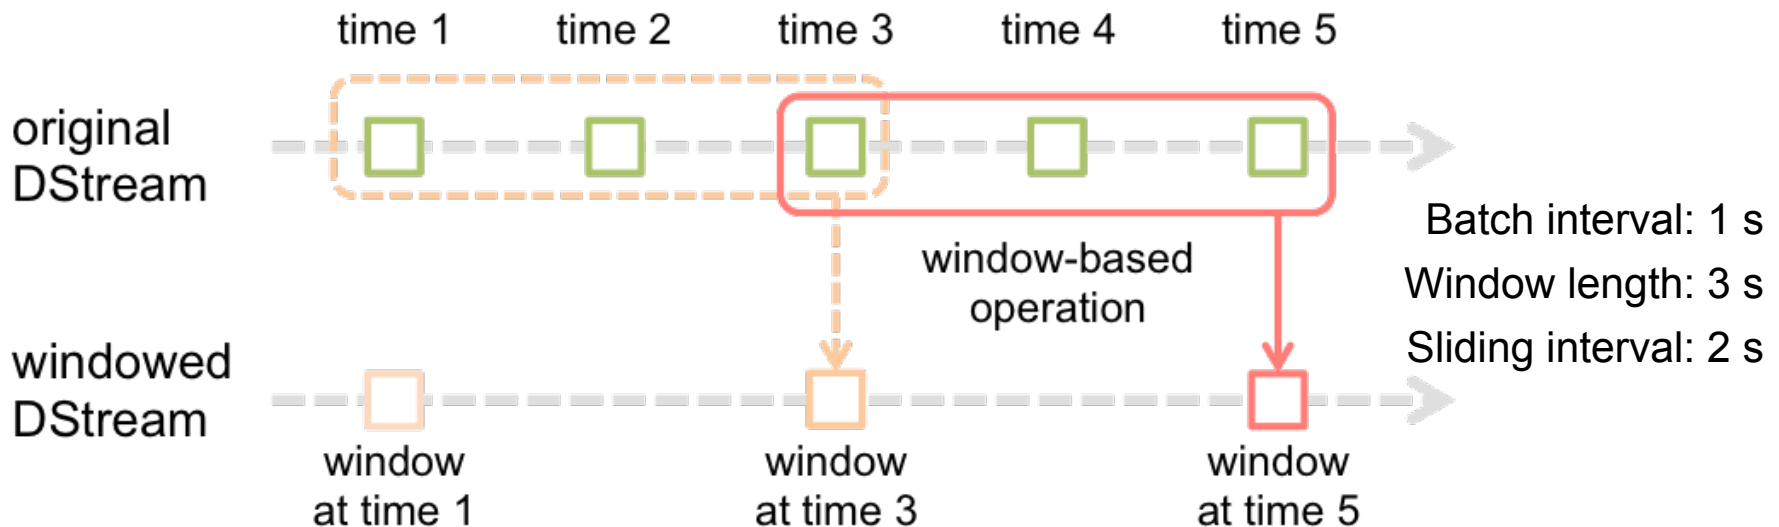 time 1 time 2 time 3 time 4 time 5
original
DStream
Batch interval: 1 s
window-based
operation
Window length: 3 s
Sliding interval: 2 s
windowed
DStream
window
at time 1
window
at time 3
window
at time 5